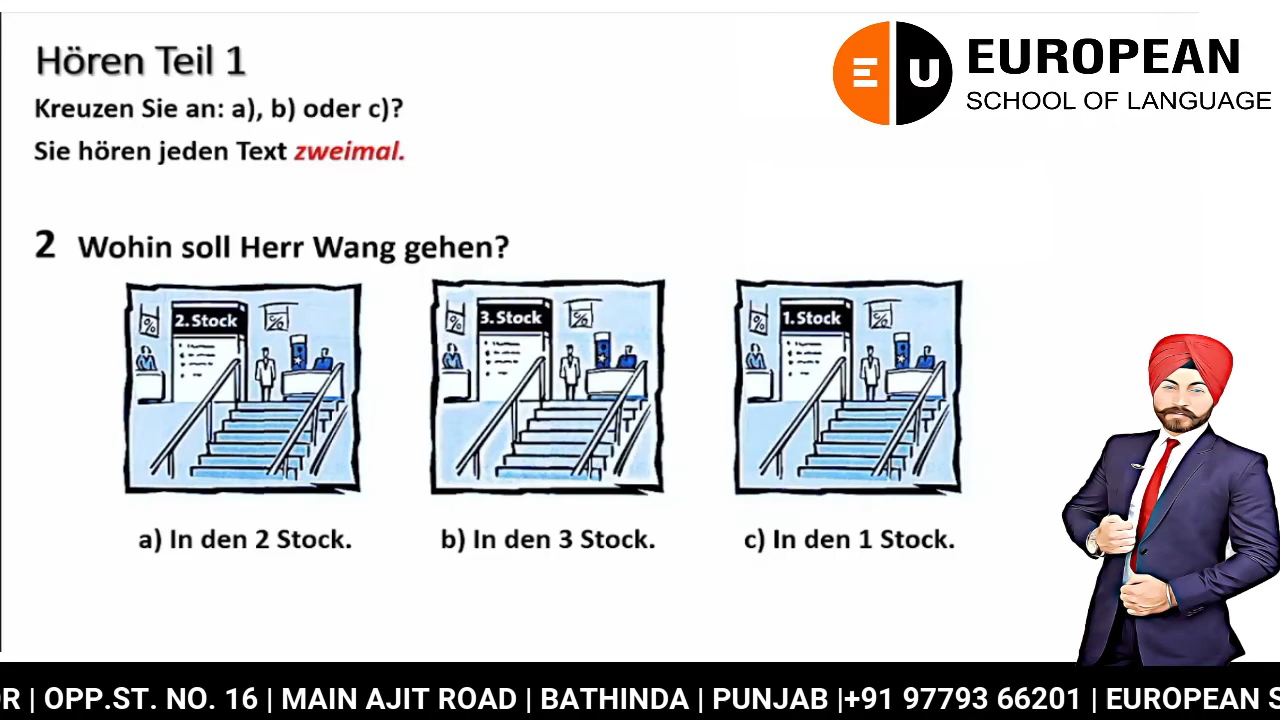 Hören Teil 1
Kreuzen Sie an: a), b) oder c)?
Sie hören jeden Text zweimal.
EU EUROPEAN
SCHOOL OF LANGUAGE
2 Wohin soll Herr Wang gehen?
% 2.Stock %
% 3.Stock %
% 1.Stock %
a) In den 2 Stock.
b) In den 3 Stock.
c) In den 1 Stock.
| OPP.ST. NO. 16 | MAIN AJIT ROAD | BATHINDA | PUNJAB |+91 97793 66201 | EUROPEAN